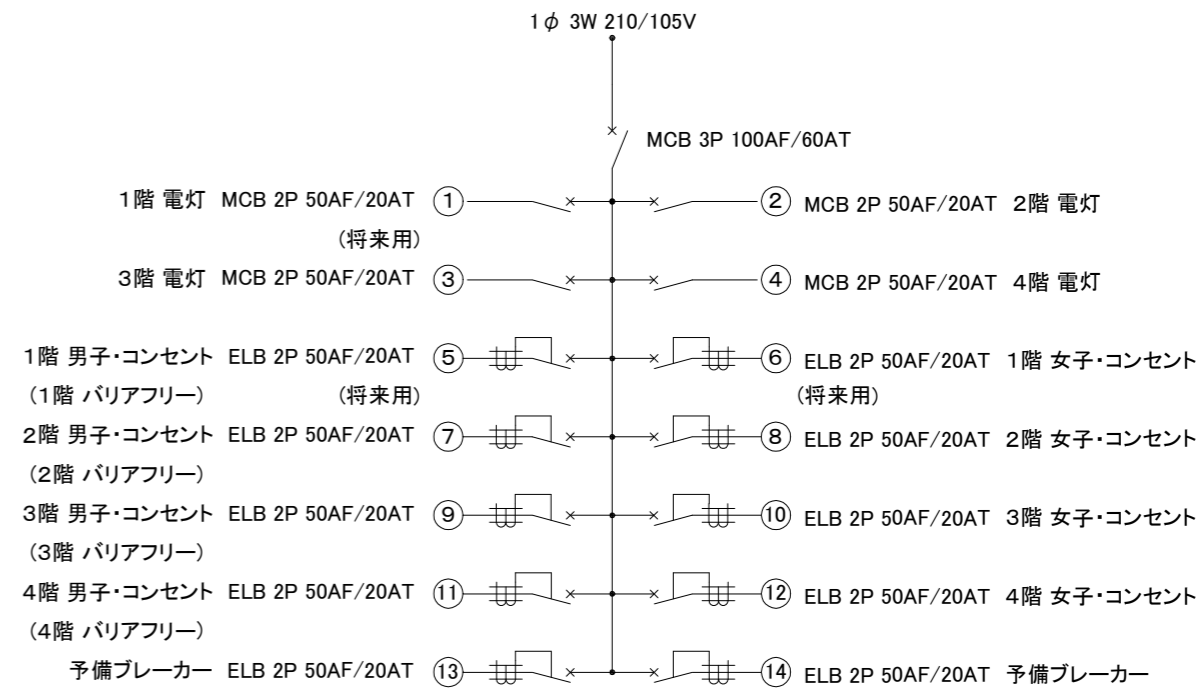 1φ 3W 210/105V
MCB 3P 100AF/60AT
1階 電灯 MCB 2P 50AF/20AT ① ② MCB 2P 50AF/20AT 2階 電灯
(将来用)
3階 電灯 MCB 2P 50AF/20AT ③ ④ MCB 2P 50AF/20AT 4階 電灯
1階 男子・コンセント ELB 2P 50AF/20AT ⑤ ⑥ ELB 2P 50AF/20AT 1階 女子・コンセント
(1階 バリアフリー) (将来用) (将来用)
2階 男子・コンセント ELB 2P 50AF/20AT ⑦ ⑧ ELB 2P 50AF/20AT 2階 女子・コンセント
(2階 バリアフリー)
3階 男子・コンセント ELB 2P 50AF/20AT ⑨ ⑩ ELB 2P 50AF/20AT 3階 女子・コンセント
(3階 バリアフリー)
4階 男子・コンセント ELB 2P 50AF/20AT ⑪ ⑫ ELB 2P 50AF/20AT 4階 女子・コンセント
(4階 バリアフリー)
予備ブレーカー ELB 2P 50AF/20AT ⑬ ⑭ ELB 2P 50AF/20AT 予備ブレーカー